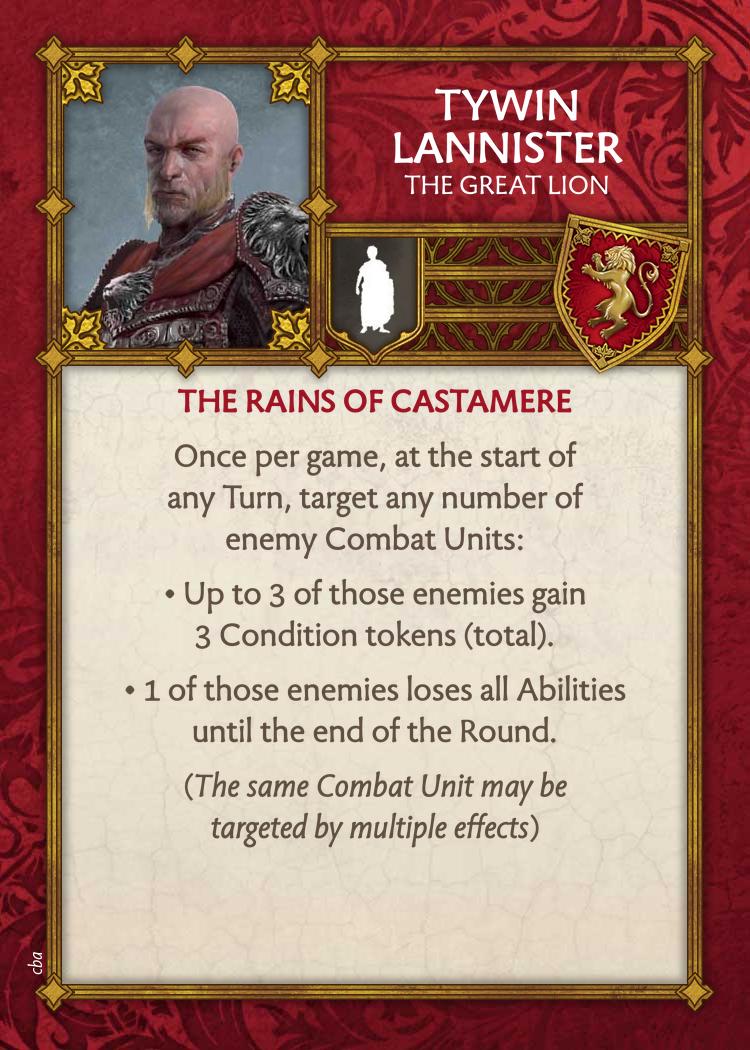 TYWIN
LANNISTER
THE GREAT LION
THE RAINS OF CASTAMERE
Once per game, at the start of
any Turn, target any number of
enemy Combat Units:
• Up to 3 of those enemies gain
3 Condition tokens (total).
• 1 of those enemies loses all Abilities
until the end of the Round.
(The same Combat Unit may be
targeted by multiple effects)
cba